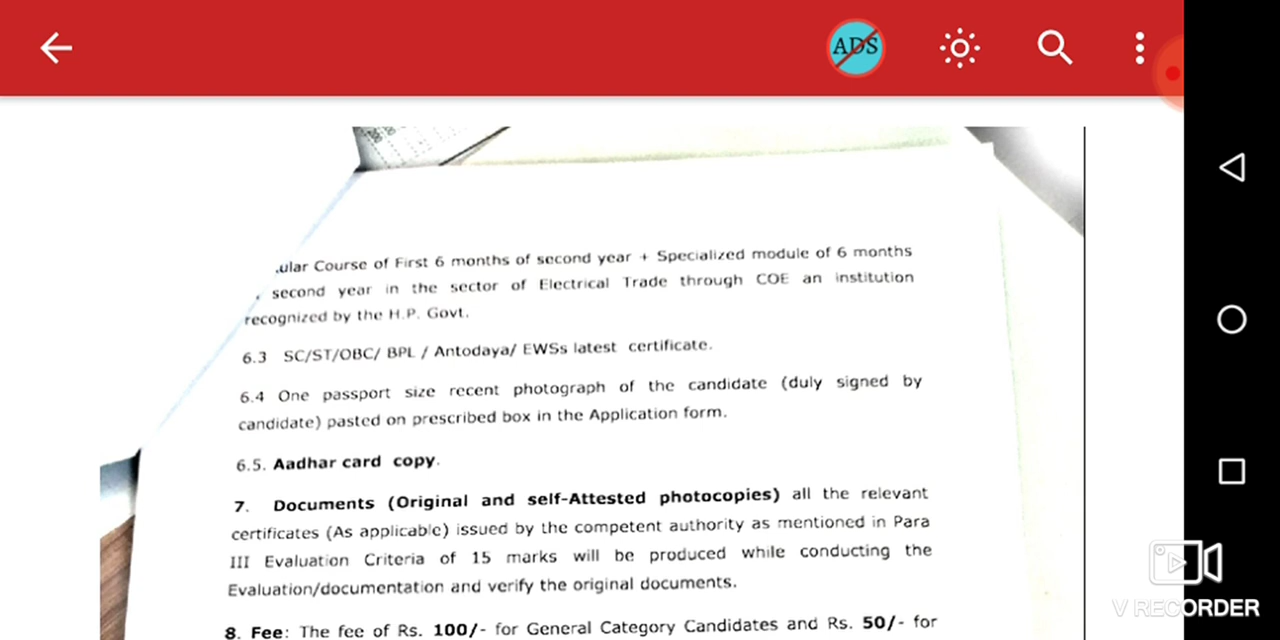 ADS
ular Course of First 6 months of second year + Specialized module of 6 months
second year in the sector of Electrical Trade through COE an institution
recognized by the H.P. Govt.
6.3 SC/ST/OBC/ BPL / Antodaya/ EWSs latest certificate.
6.4 One passport size recent photograph of the candidate (duly signed by
candidate) pasted on prescribed box in the Application form.
6.5. Aadhar card copy.
7. Documents (Original and self-Attested photocopies) all the relevant
certificates (As applicable) issued by the competent authority as mentioned in Para
III Evaluation Criteria of 15 marks will be produced while conducting the
Evaluation/documentation and verify the original documents.
8. Fee: The fee of Rs. 100/- for General Category Candidates and Rs. 50/- for
V RECORDER